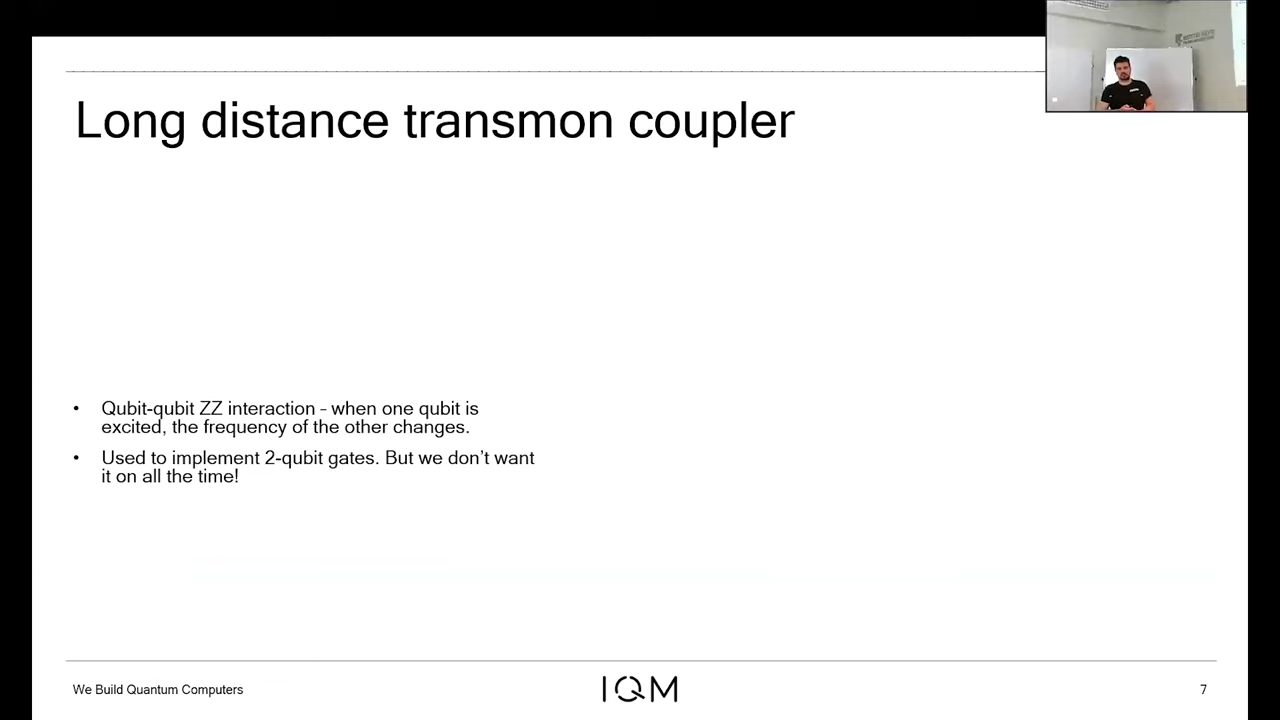 Long distance transmon coupler
• Qubit-qubit ZZ interaction - when one qubit is
excited, the frequency of the other changes.
• Used to implement 2-qubit gates. But we don’t want
it on all the time!
We Build Quantum Computers
IQM
7